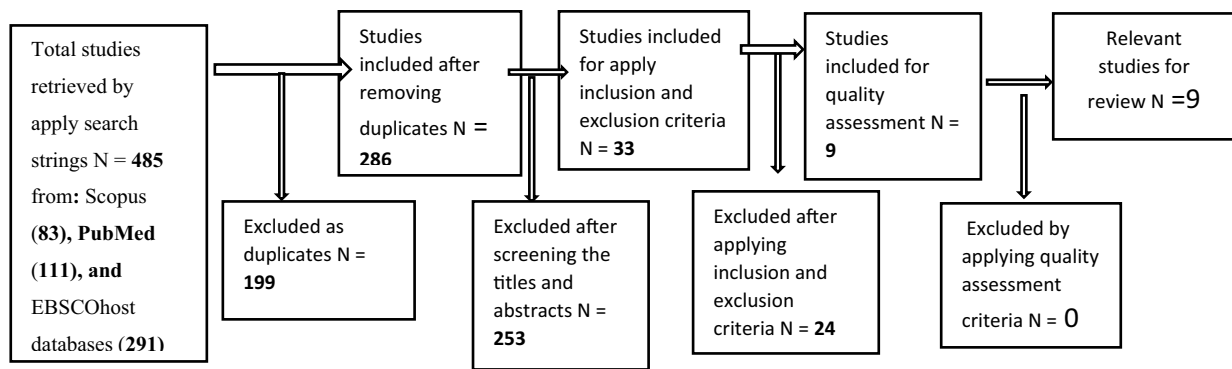 Total studies
retrieved by
apply search
strings N = 485
from: Scopus
(83), PubMed
(111), and
EBSCOhost
databases (291)
Studies
included after
removing
duplicates N =
286
Studies included
for apply
inclusion and
exclusion criteria
N = 33
Studies
included for
quality
assessment N =
9
Relevant
studies for
review N =9
Excluded as
duplicates N =
199
Excluded after
screening the
titles and
abstracts N =
253
Excluded after
applying
inclusion and
exclusion
criteria N = 24
Excluded by
applying quality
assessment
criteria N = 0